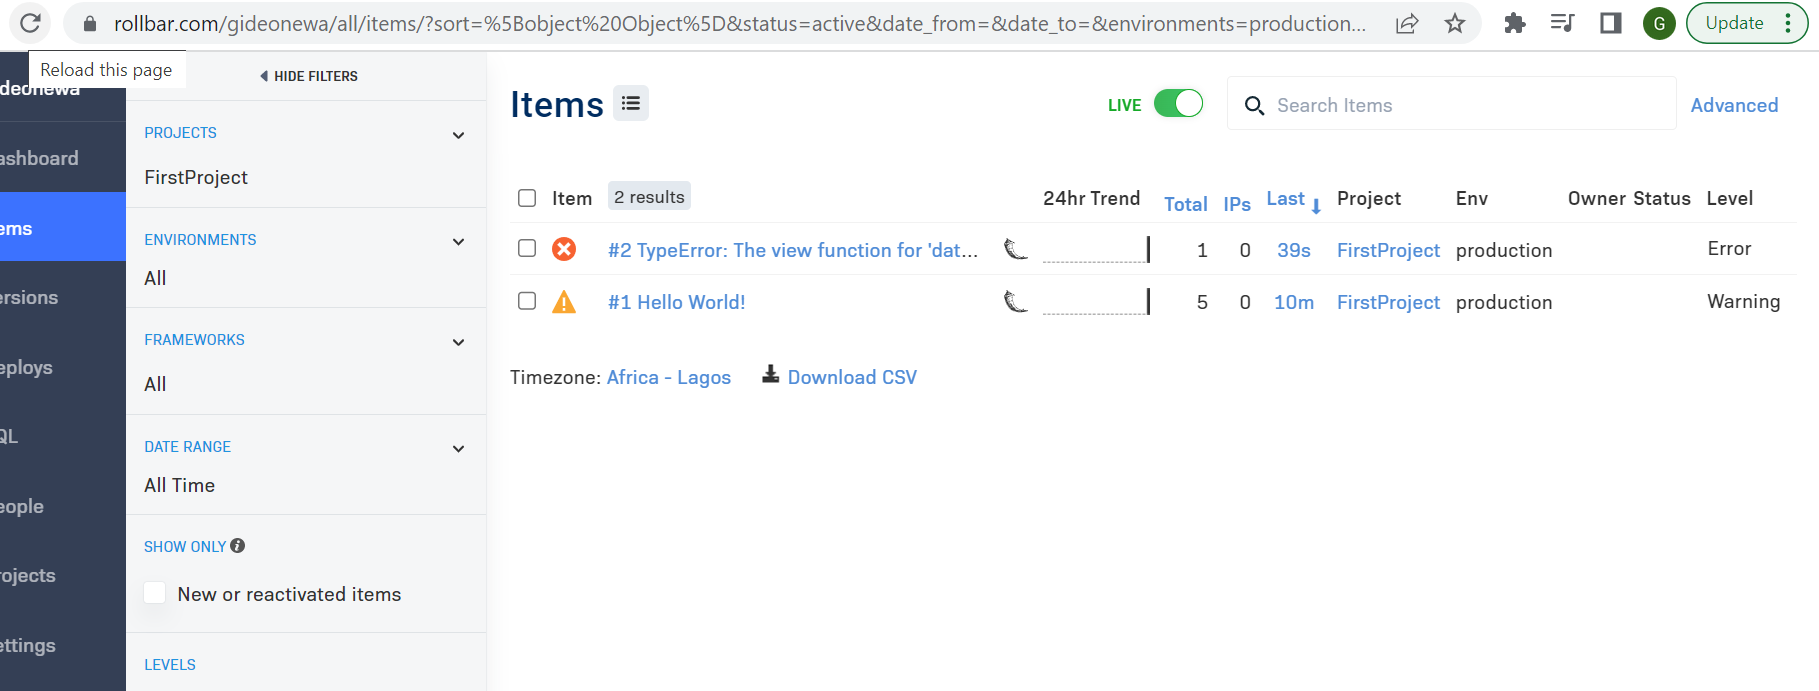 rollbar.com/gideonewa/all/items/?sort=%5Bobject%20Object%5D&status=active&date_from=&date_to=&environments=production...
G
Update
Reload this page
ideonewa
ashboard
ems
ersions
eploys
QL
eople
rojects
ettings
HIDE FILTERS
PROJECTS
FirstProject
ENVIRONMENTS
All
FRAMEWORKS
All
DATE RANGE
All Time
SHOW ONLY
New or reactivated items
LEVELS
Items
LIVE
Search Items
Advanced
Item 2 results 24hr Trend Total IPs Last Project Env Owner Status Level
#2 TypeError: The view function for 'dat... 1 0 39s FirstProject production Error
#1 Hello World! 5 0 10m FirstProject production Warning
Timezone: Africa - Lagos Download CSV